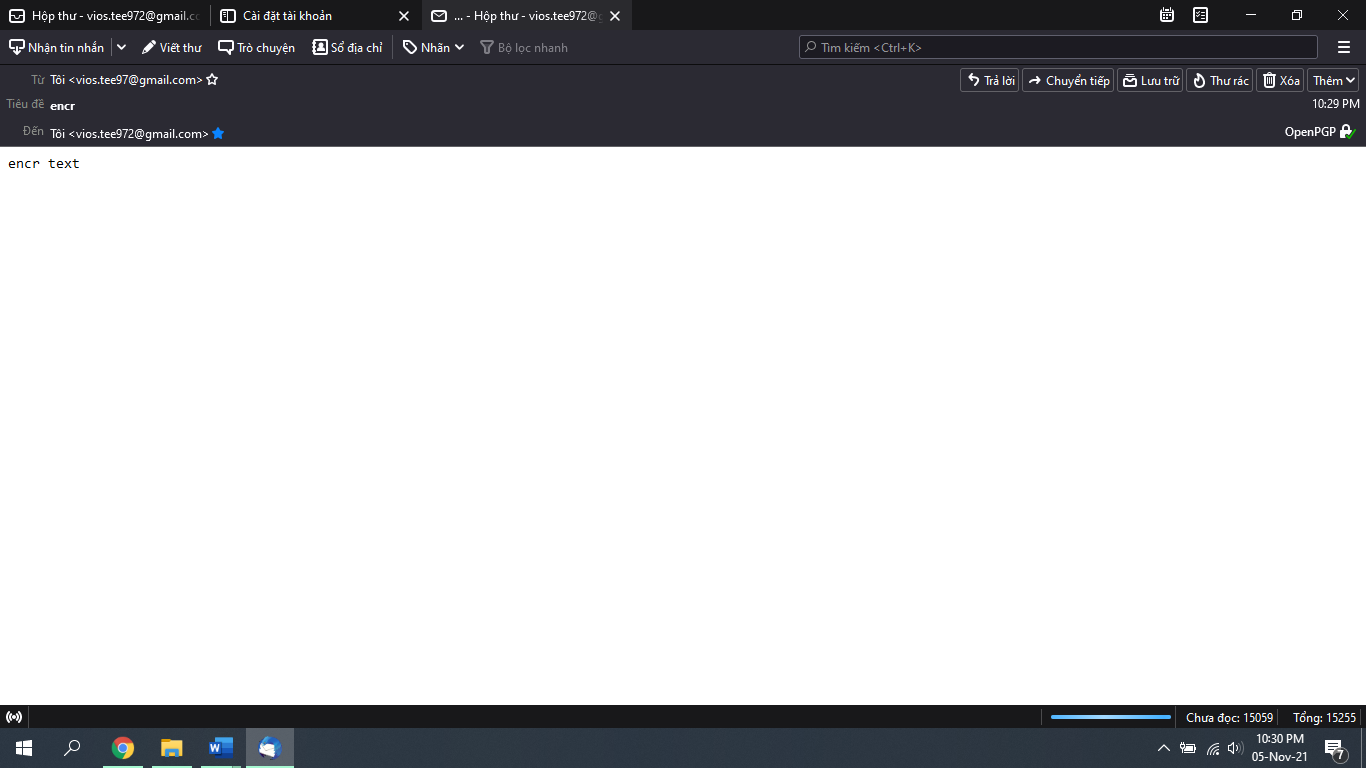 Hộp thư - vios.tee972@gmail.co
Cài đặt tài khoản
... - Hộp thư - vios.tee972@g
Nhận tin nhắn
Viết thư
Trò chuyện
Sổ địa chỉ
Nhãn
Bộ lọc nhanh
Tìm kiếm <Ctrl+K>
Từ Tôi <vios.tee97@gmail.com>
Trả lời
Chuyển tiếp
Lưu trữ
Thư rác
Xóa
Thêm
Tiêu đề encr
10:29 PM
Đến Tôi <vios.tee972@gmail.com>
OpenPGP
encr text
Chưa đọc: 15059
Tổng: 15255
W
10:30 PM
05-Nov-21
7